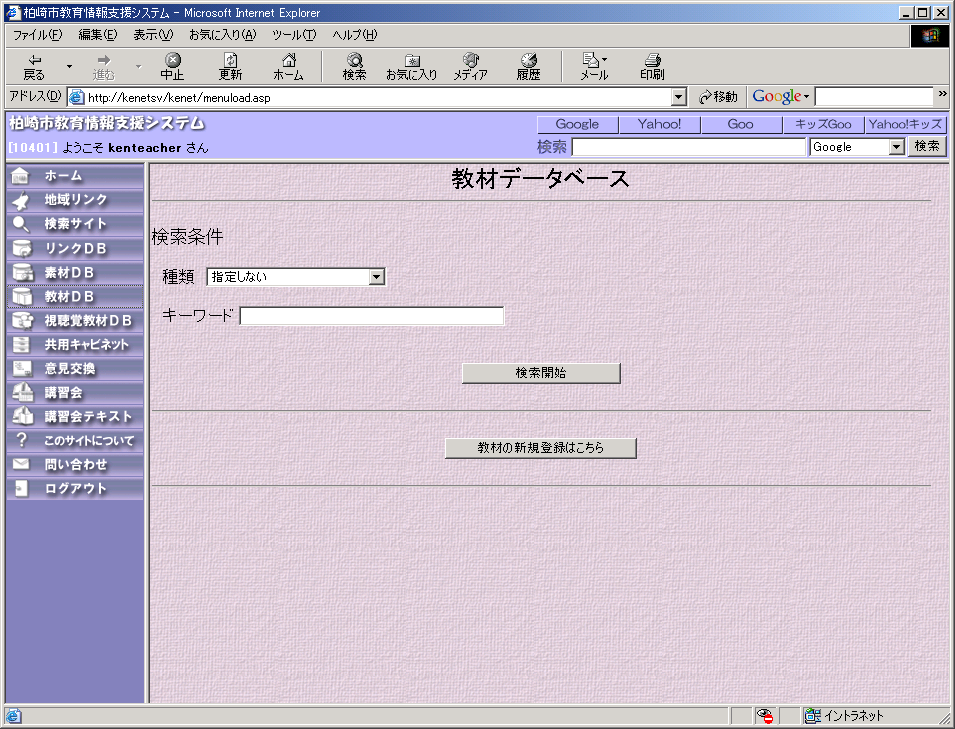 柏崎市教育情報支援システム - Microsoft Internet Explorer
ファイル(F) 編集(E) 表示(V) お気に入り(A) ツール(T) ヘルプ(H)
戻る 進む 中止 更新 ホーム 検索 お気に入り メディア 履歴 メール 印刷
アドレス(D) http://kenetsv/kenet/menuload.asp 移動 Google »
柏崎市教育情報支援システム Google Yahoo! Goo キッズGoo Yahoo!キッズ
[10401] ようこそ kenteacher さん 検索 Google 検索
ホーム
地域リンク
検索サイト
リンクDB
素材DB
教材DB
視聴覚教材DB
共用キャビネット
意見交換
講習会
講習会テキスト
? このサイトについて
問い合わせ
ログアウト
教材データベース
検索条件
種類 指定しない
キーワード
検索開始
教材の新規登録はこちら
イントラネット